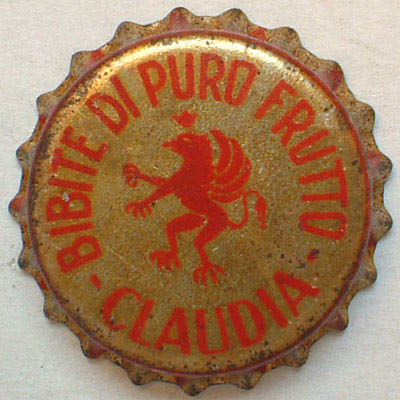 BIBITE DI PURO FRUTTO
- CLAUDIA -